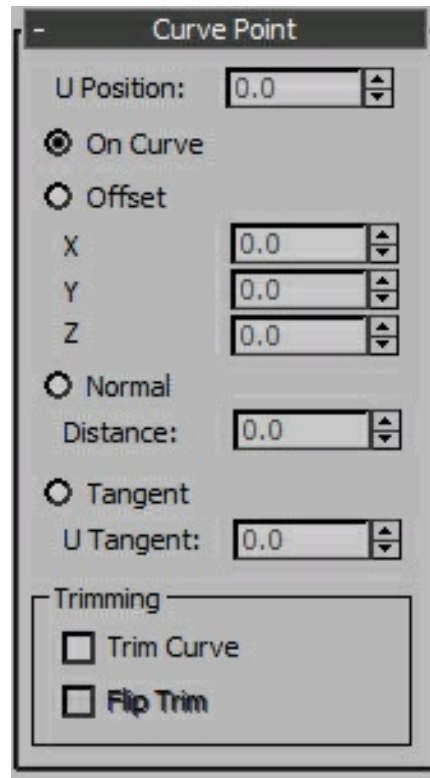 - Curve Point
U Position: 0.0
On Curve
Offset
X 0.0
Y 0.0
Z 0.0
Normal
Distance: 0.0
Tangent
U Tangent: 0.0
Trimming
Trim Curve
Flip Trim